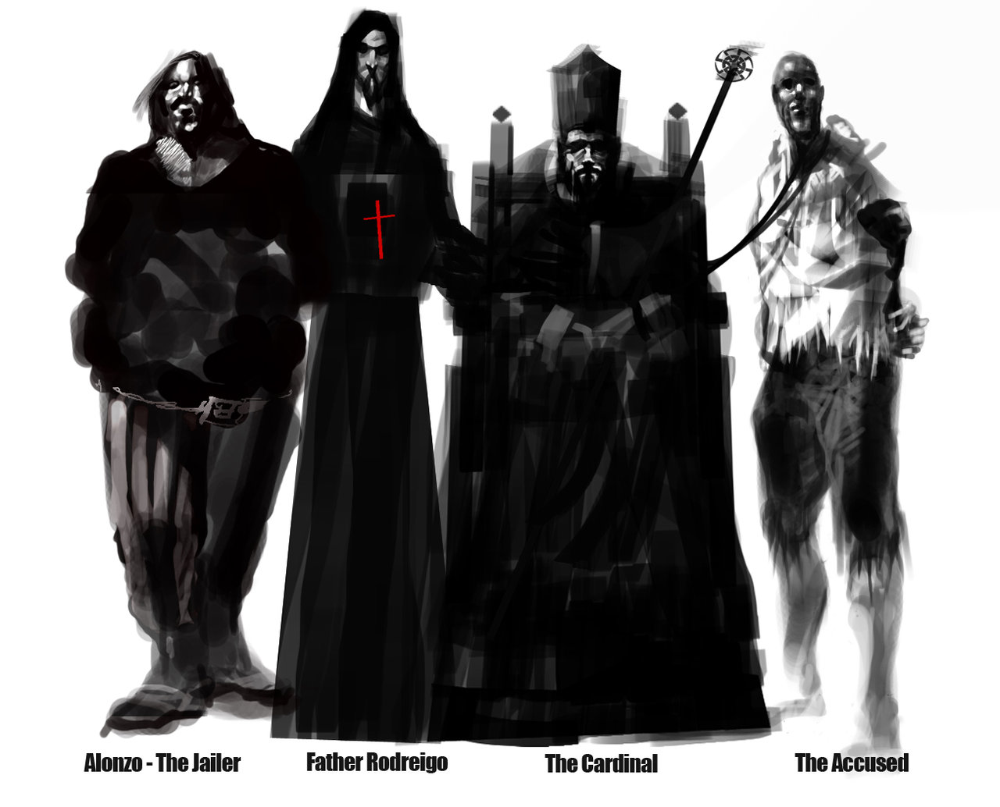 Alonzo - The Jailer
Father Rodreigo
The Cardinal
The Accused